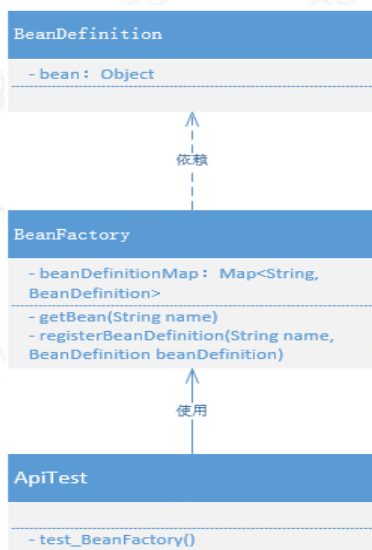 BeanDefinition
- bean: Object
依赖
BeanFactory
- beanDefinitionMap: Map<String,
BeanDefinition>
- getBean(String name)
- registerBeanDefinition(String name,
BeanDefinition beanDefinition)
使用
ApiTest
- test_BeanFactory()